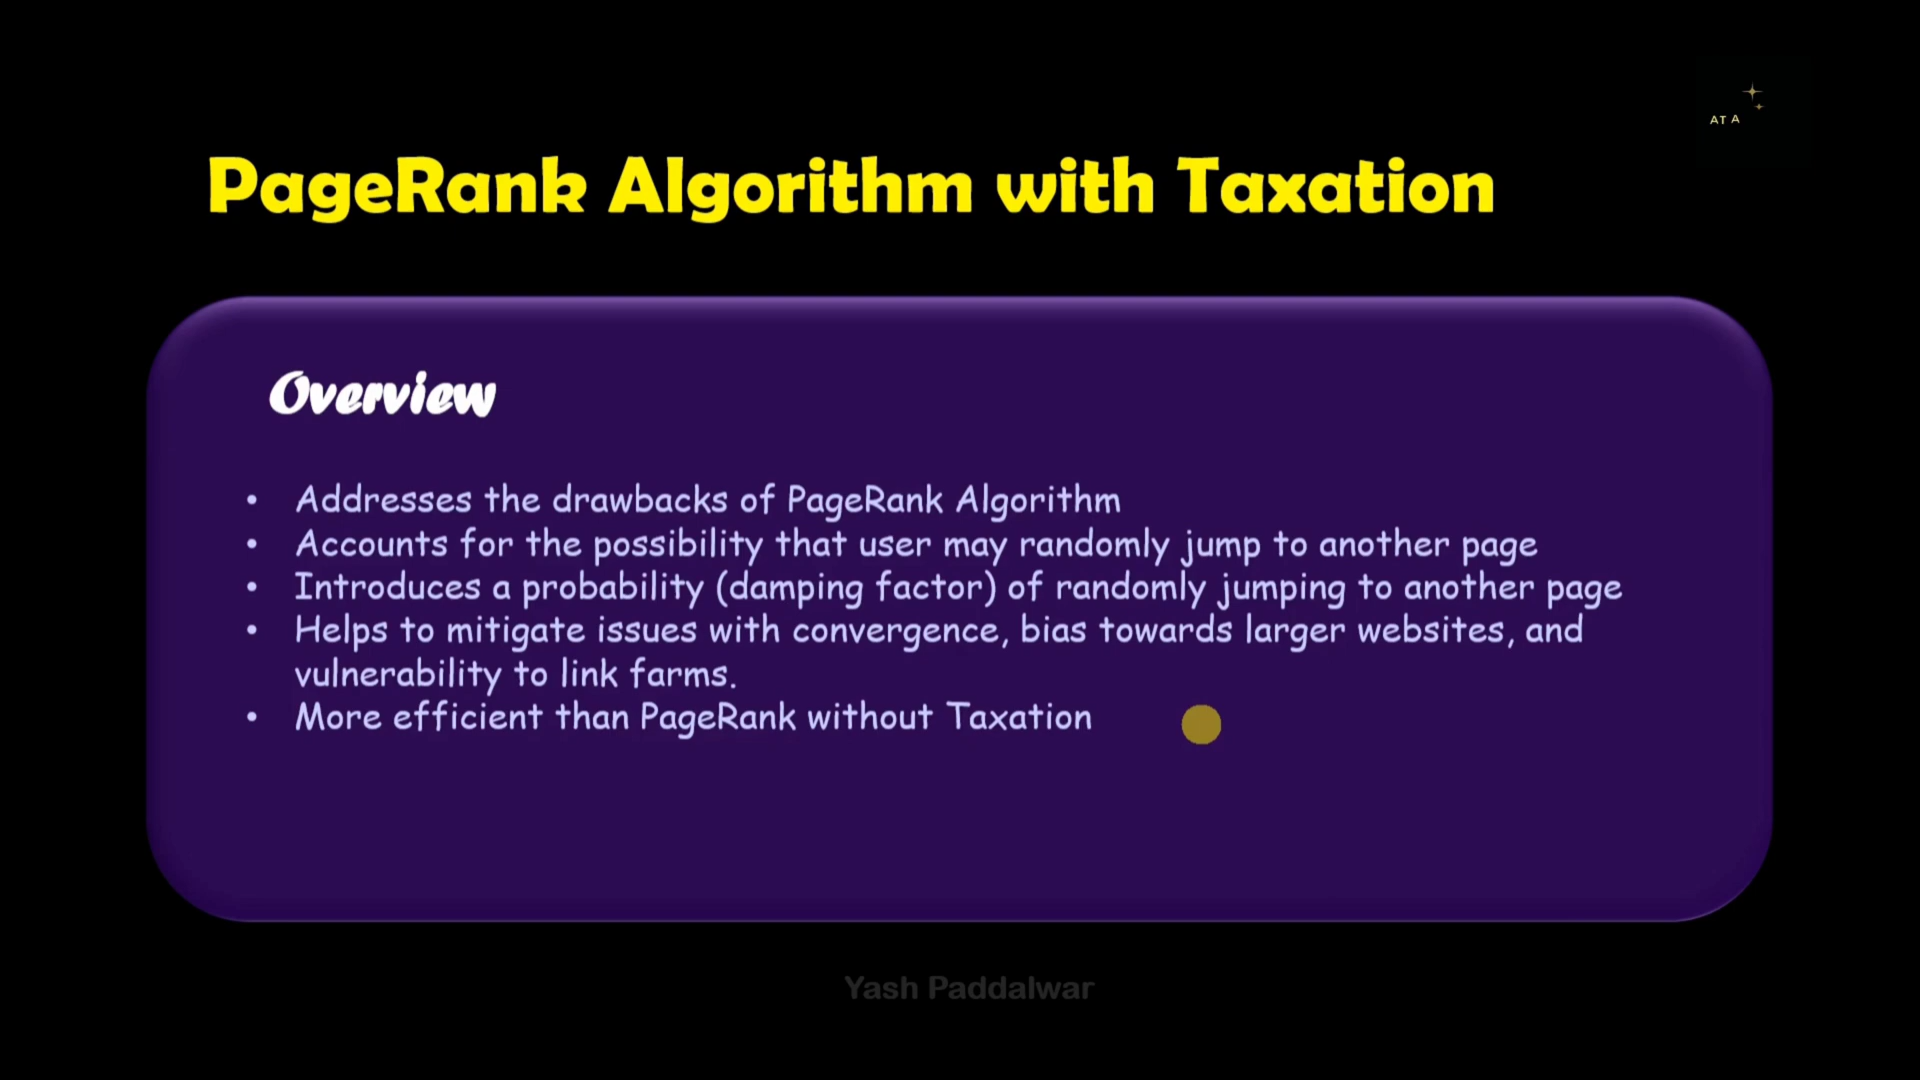 AT A
PageRank Algorithm with Taxation
Overview
• Addresses the drawbacks of PageRank Algorithm
• Accounts for the possibility that user may randomly jump to another page
• Introduces a probability (damping factor) of randomly jumping to another page
• Helps to mitigate issues with convergence, bias towards larger websites, and
vulnerability to link farms.
• More efficient than PageRank without Taxation
Yash Paddalwar